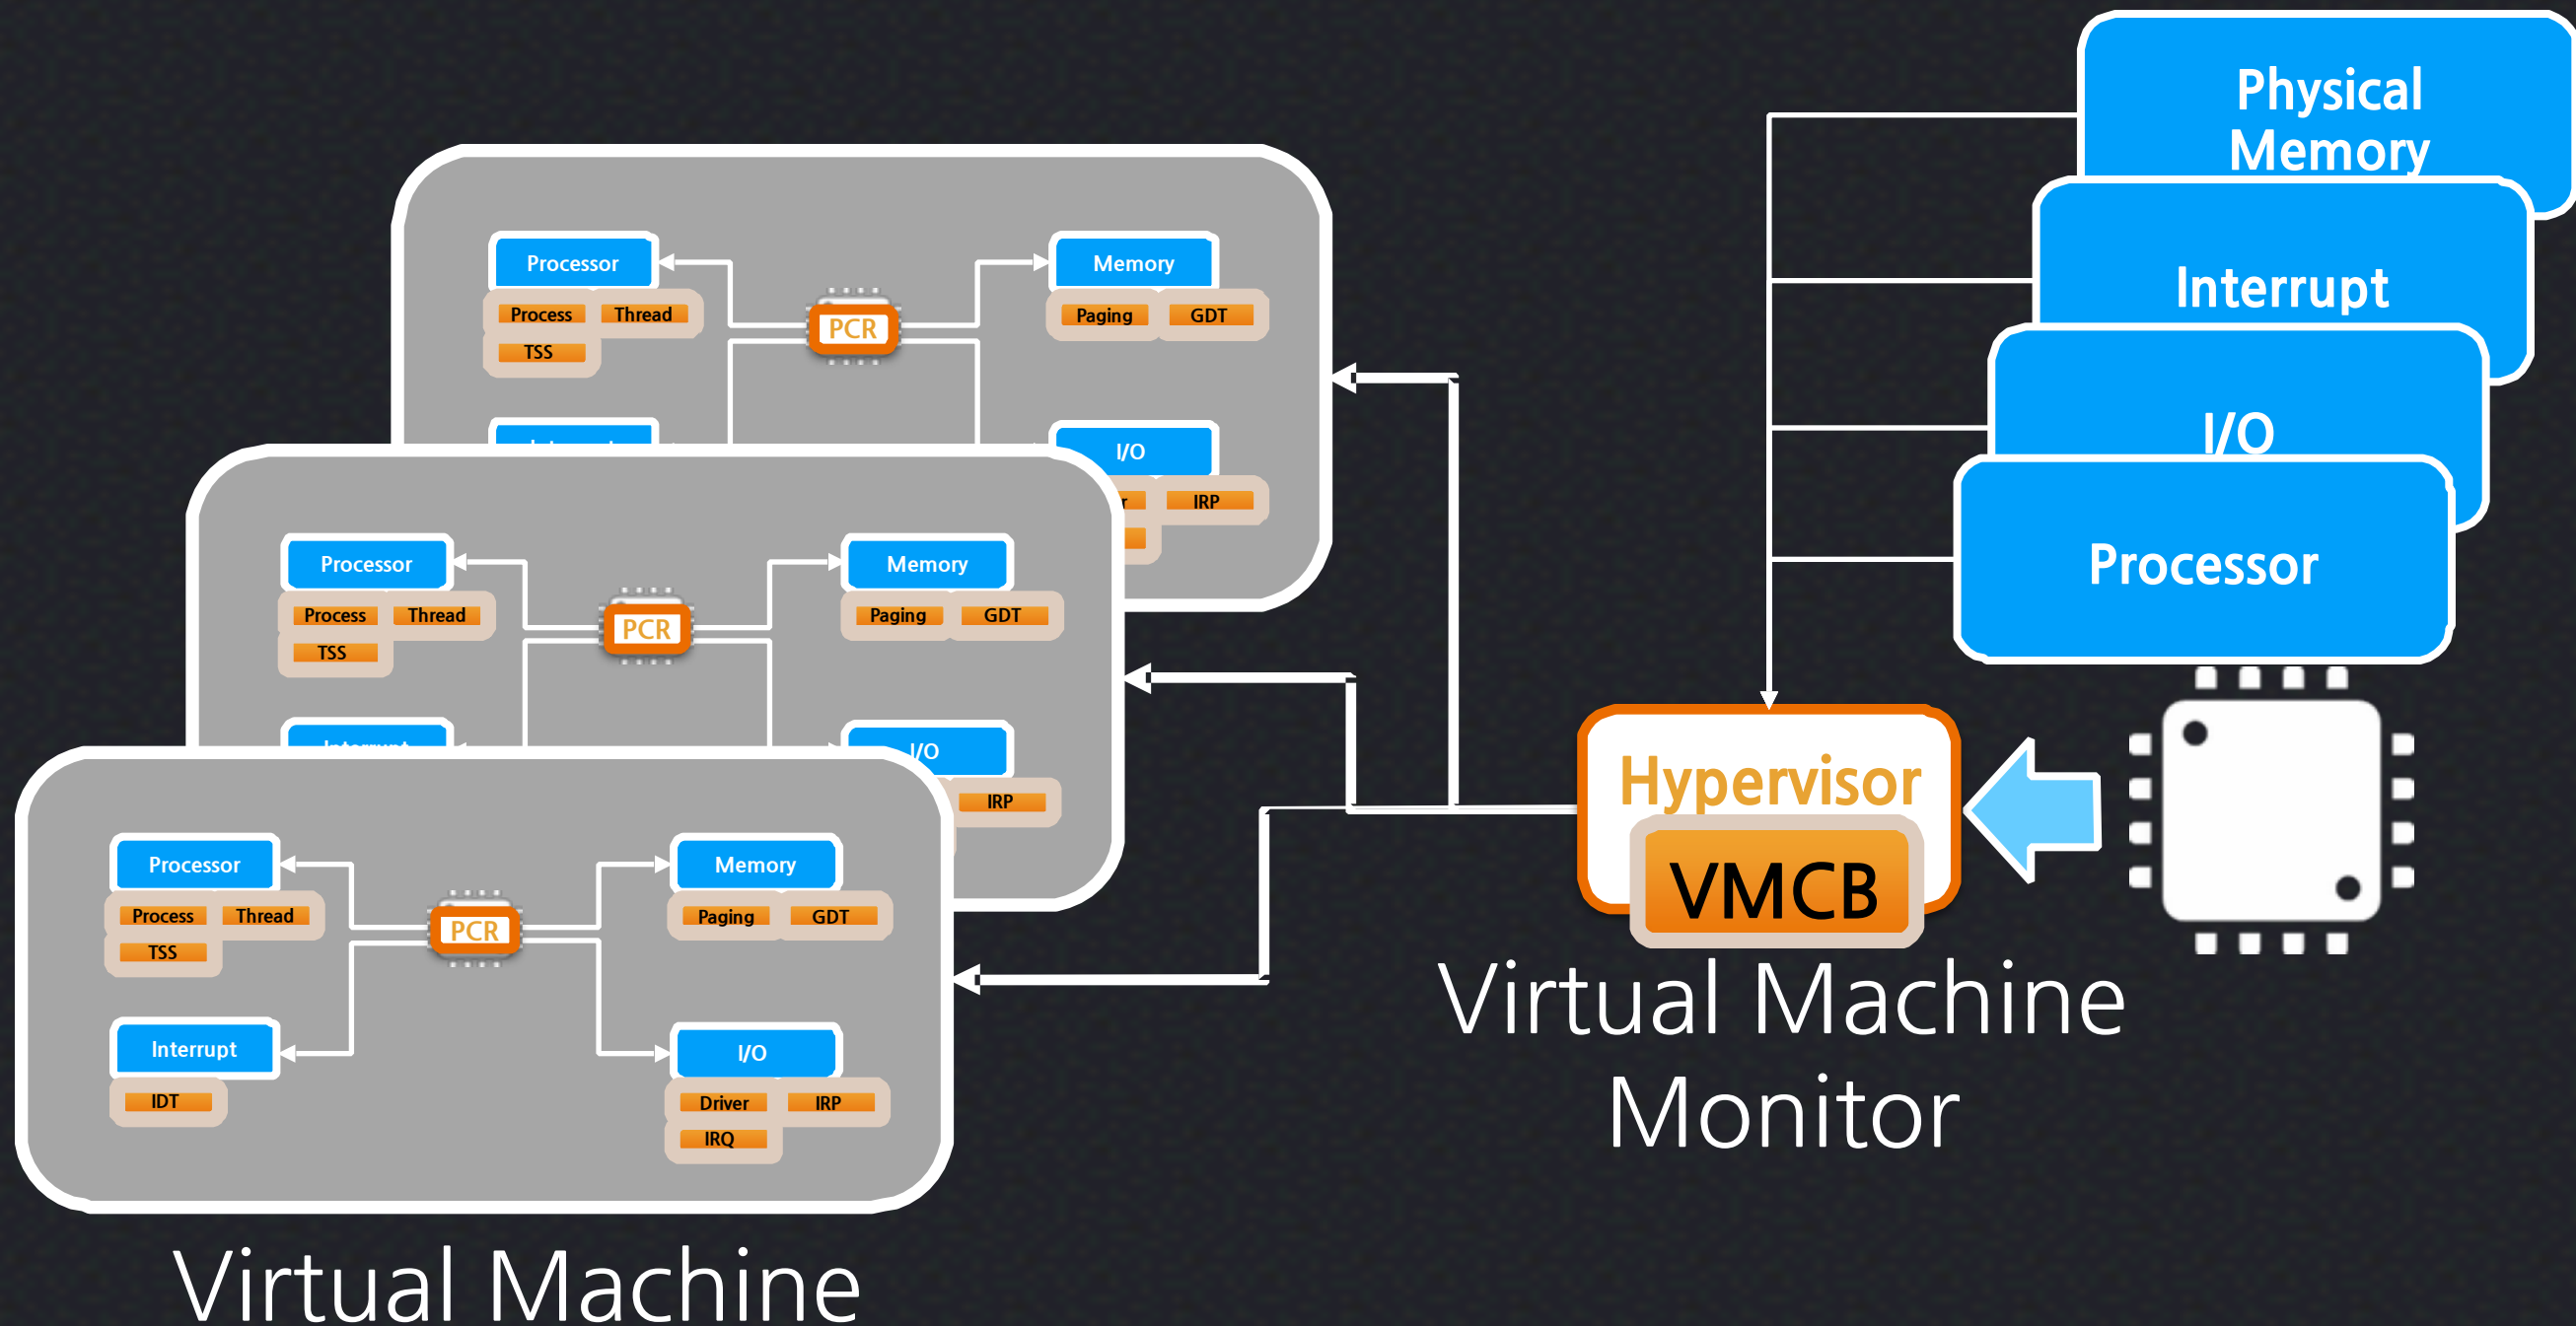 Physical
Memory
Interrupt
I/O
Processor
Processor
Process
Thread
TSS
PCR
Memory
Paging
GDT
I/O
IRP
Processor
Process
Thread
TSS
PCR
Memory
Paging
GDT
Interrupt
I/O
IRP
Processor
Process
Thread
TSS
PCR
Memory
Paging
GDT
Interrupt
IDT
I/O
Driver
IRP
IRQ
Hypervisor
VMCB
Virtual Machine
Monitor
Virtual Machine